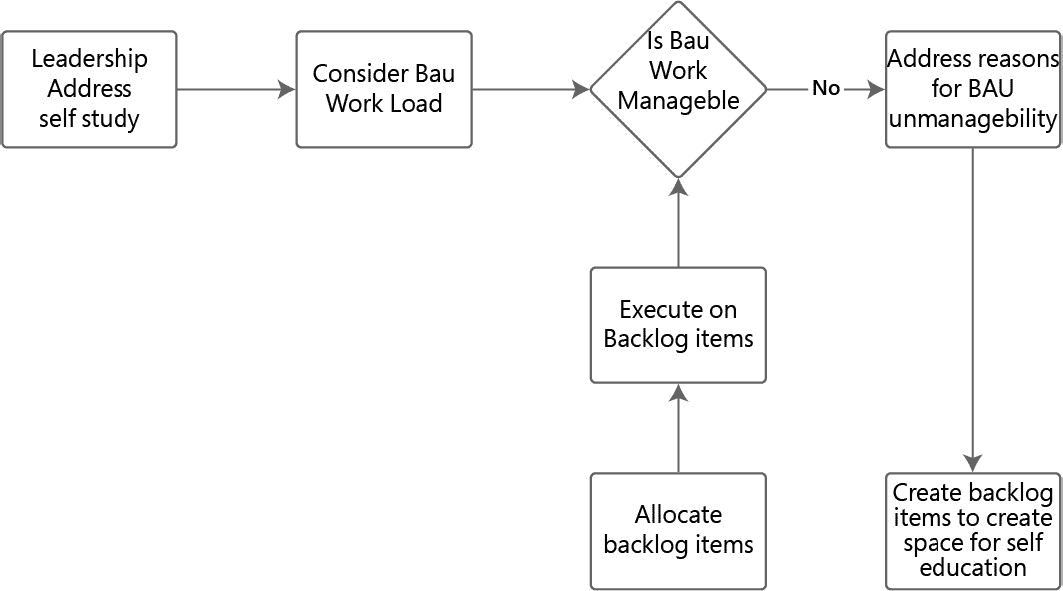 Leadership
Address
self study
Consider Bau
Work Load
Is Bau
Work
Manageble
No
Address reasons
for BAU
unmanagebility
Execute on
Backlog items
Allocate
backlog items
Create backlog
items to create
space for self
education